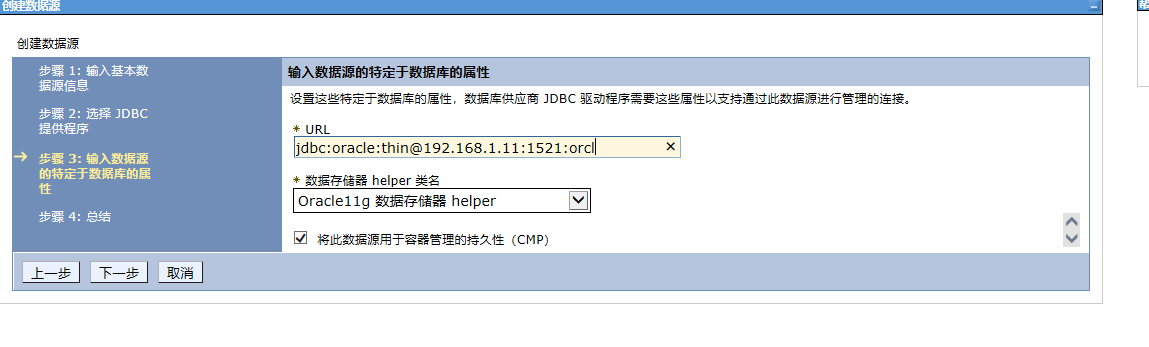 创建数据源
创建数据源
步骤 1: 输入基本数
据源信息
步骤 2: 选择 JDBC
提供程序
步骤 3: 输入数据源
的特定于数据库的属
性
步骤 4: 总结
输入数据源的特定于数据库的属性
设置这些特定于数据库的属性，数据库供应商 JDBC 驱动程序需要这些属性以支持通过此数据源进行管理的连接。
* URL
jdbc:oracle:thin@192.168.1.11:1521:orcl
* 数据存储器 helper 类名
Oracle11g 数据存储器 helper
将此数据源用于容器管理的持久性（CMP）
上一步 下一步 取消